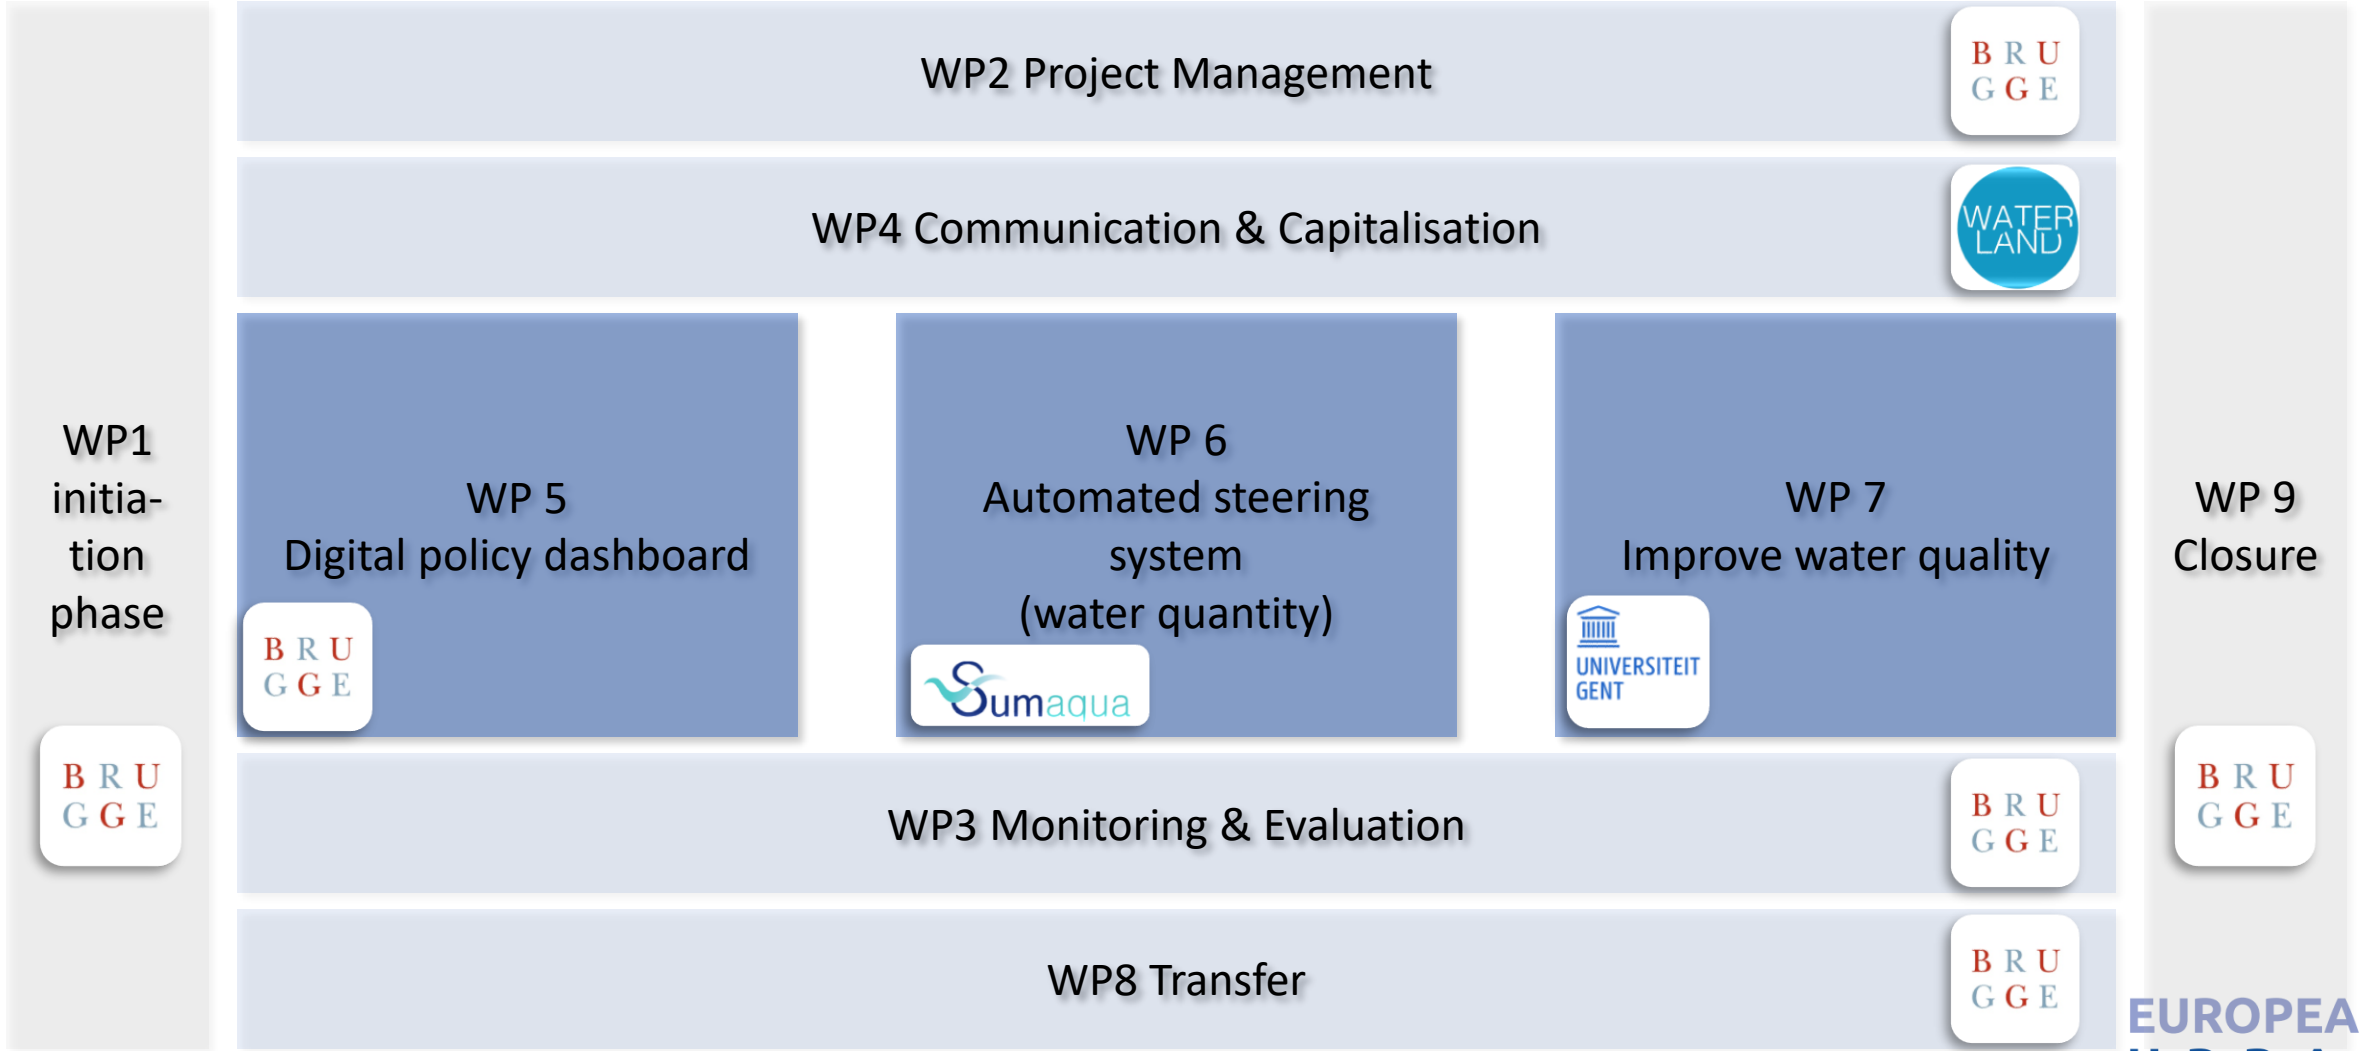 WP2 Project Management
B R U
G G E
WP4 Communication & Capitalisation
WATER
LAND
WP1
initia-
tion
phase
B R U
G G E
WP 5
Digital policy dashboard
B R U
G G E
WP 6
Automated steering
system
(water quantity)
Sumaqua
WP 7
Improve water quality
UNIVERSITEIT
GENT
WP 9
Closure
B R U
G G E
WP3 Monitoring & Evaluation
B R U
G G E
WP8 Transfer
B R U
G G E
EUROPEA